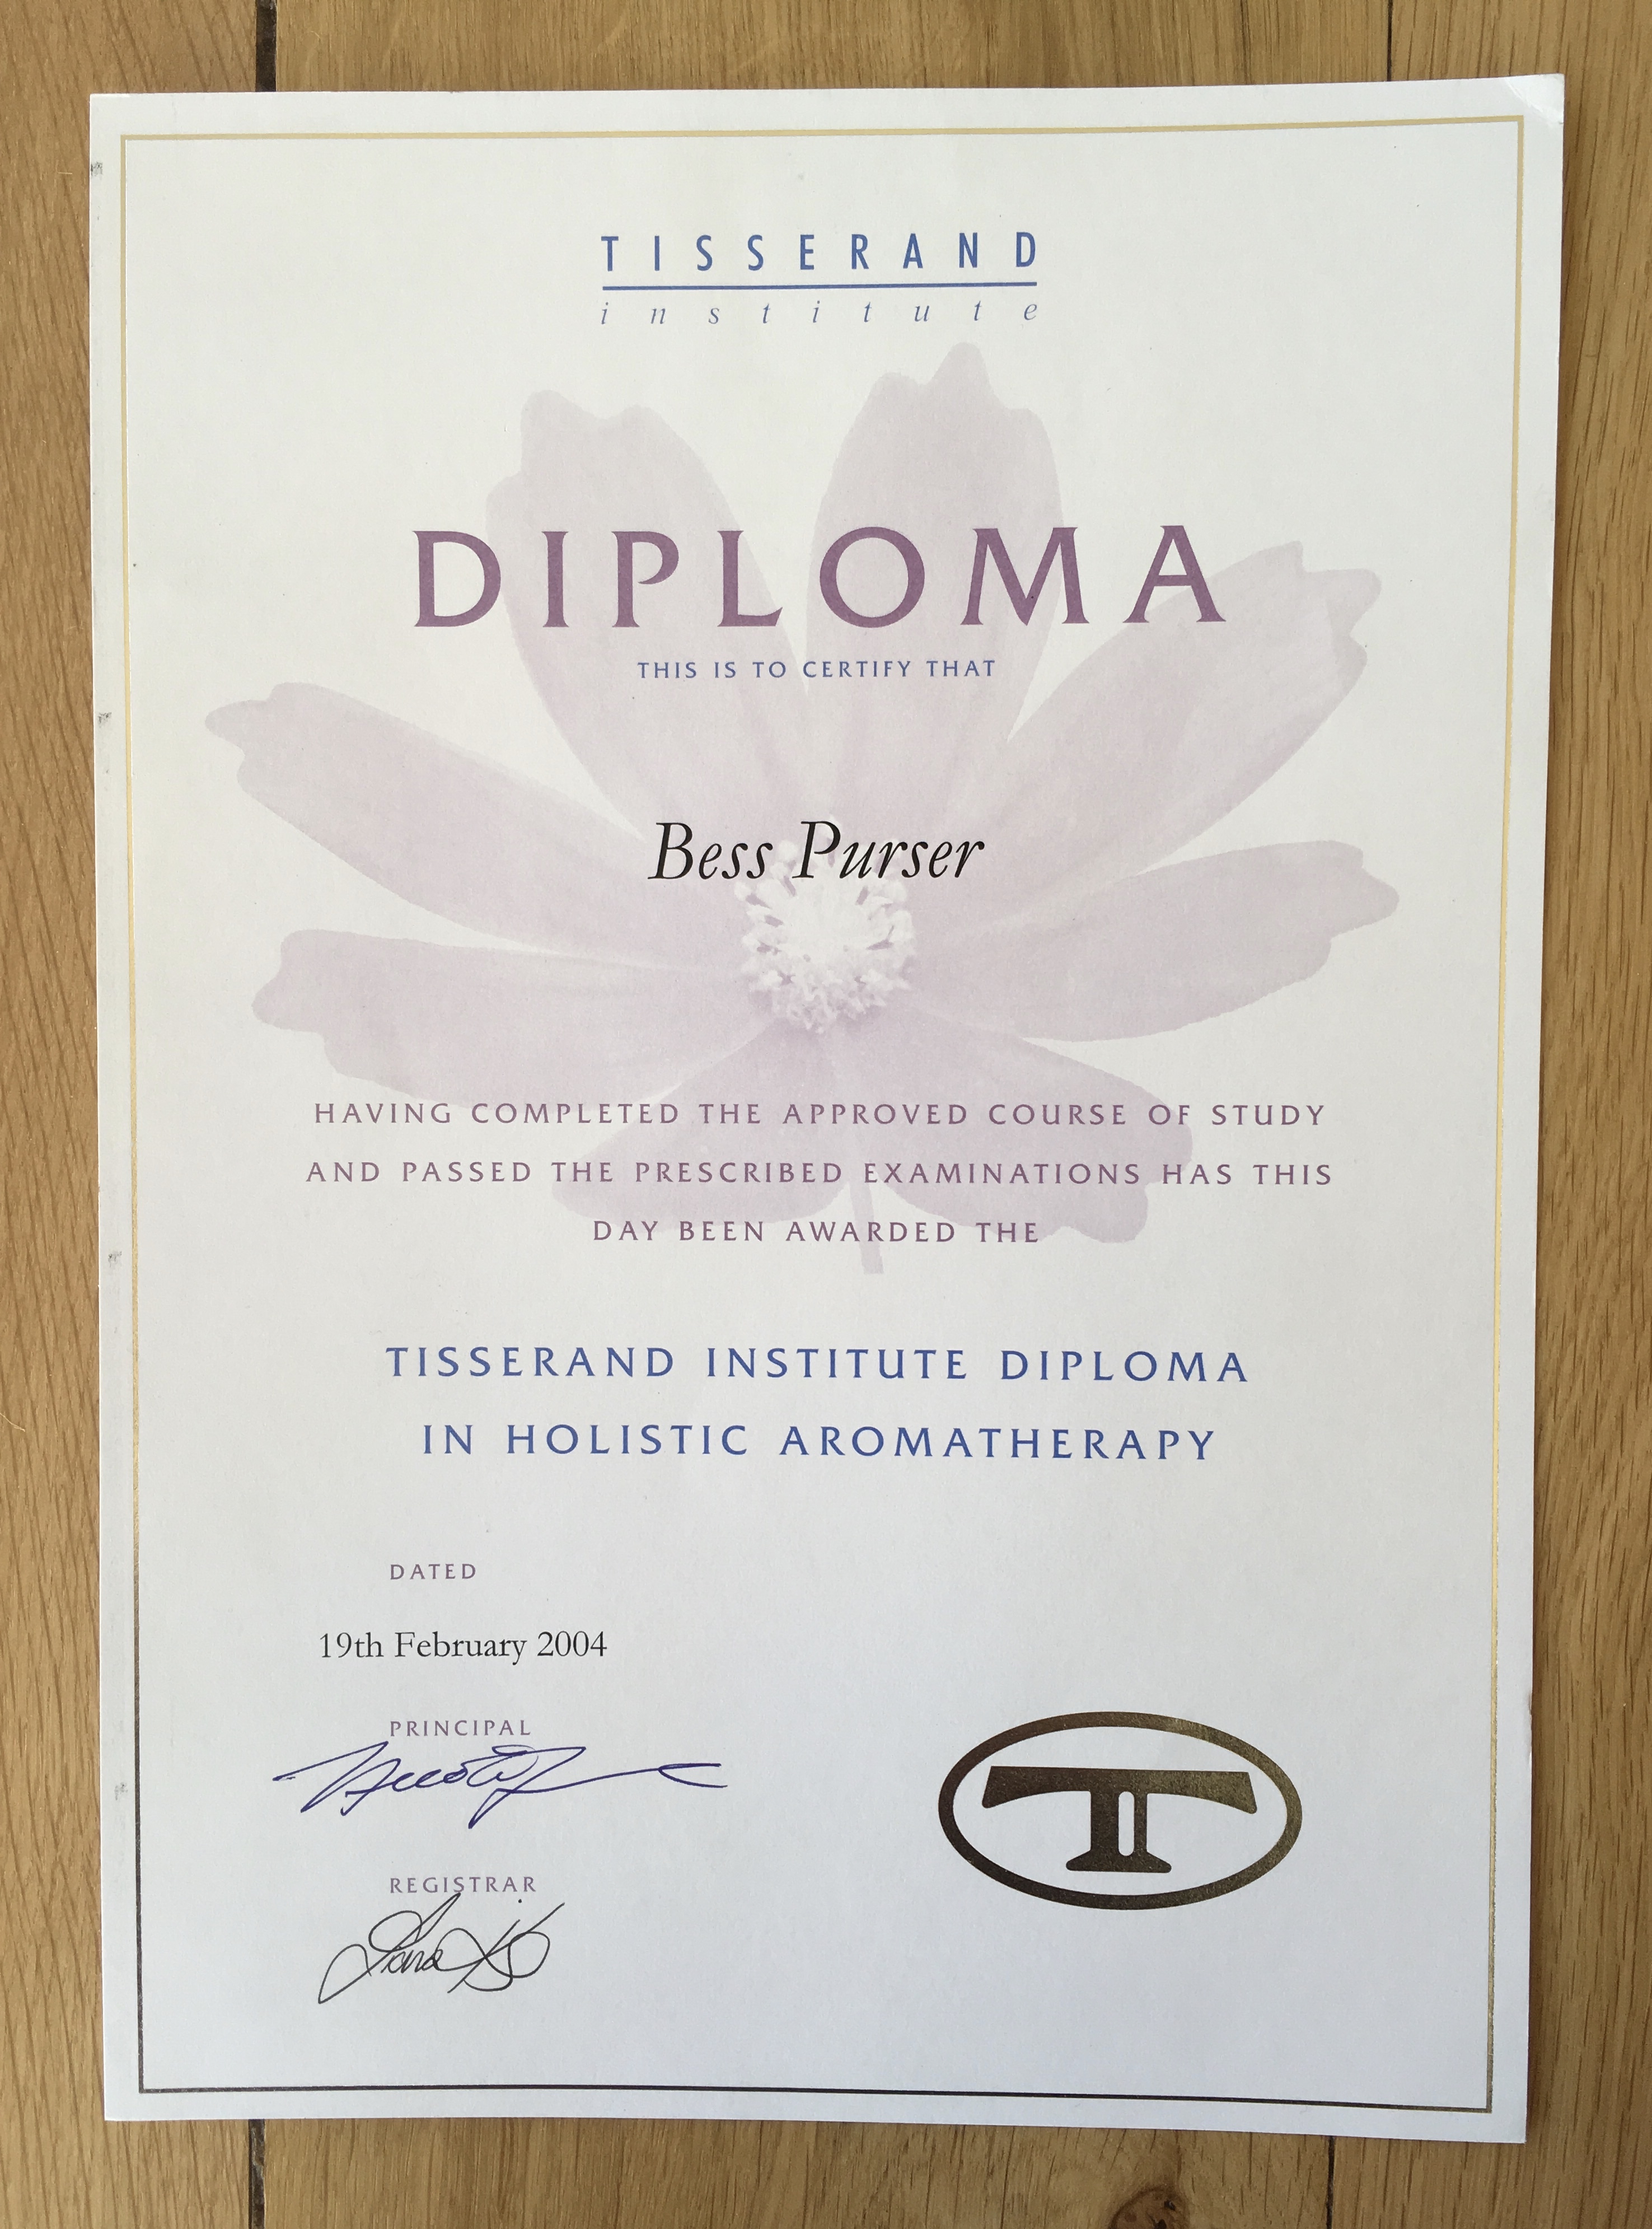 TISSERAND
institute
DIPLOMA
THIS IS TO CERTIFY THAT
Bess Purser
HAVING COMPLETED THE APPROVED COURSE OF STUDY
AND PASSED THE PRESCRIBED EXAMINATIONS HAS THIS
DAY BEEN AWARDED THE
TISSERAND INSTITUTE DIPLOMA
IN HOLISTIC AROMATHERAPY
DATED
19th February 2004
PRINCIPAL
REGISTRAR